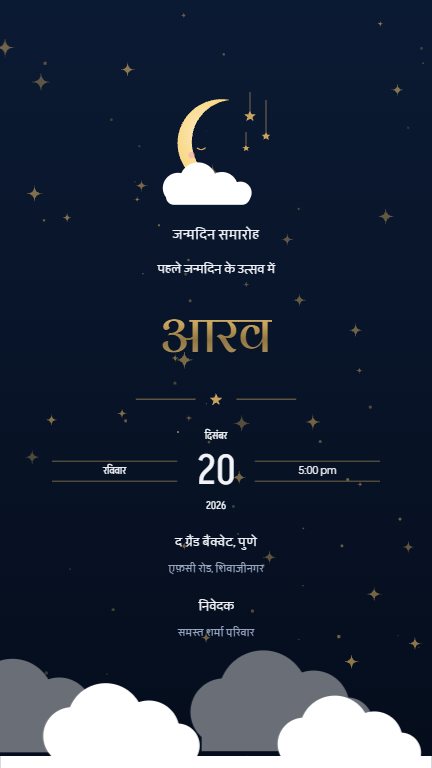 जन्मदिन समारोह
पहले जन्मदिन के उत्सव में
आरव
दिसंबर
रविवार 20 5:00 pm
2026
द ग्रैंड बैंक्वेट, पुणे
एफ़सी रोड, शिवाजीनगर
निवेदक
समस्त शर्मा परिवार